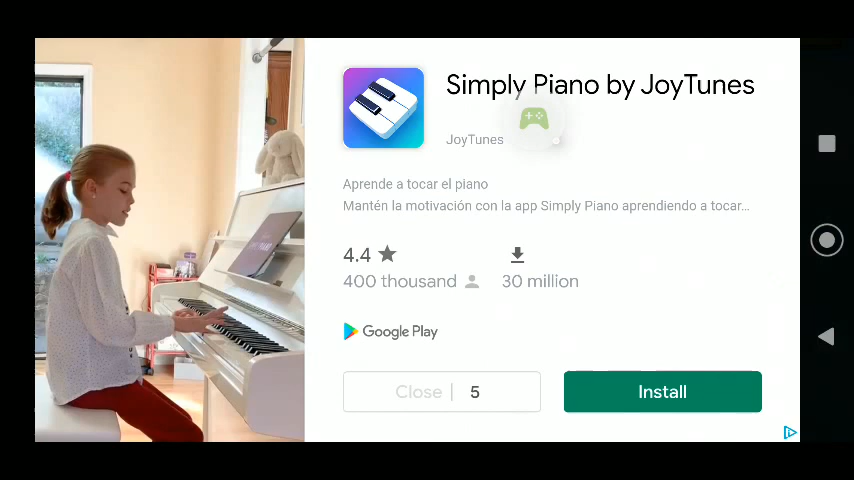 Simply Piano by JoyTunes
JoyTunes
Aprende a tocar el piano
Mantén la motivación con la app Simply Piano aprendiendo a tocar...
4.4
400 thousand
30 million
Google Play
Close | 5
Install